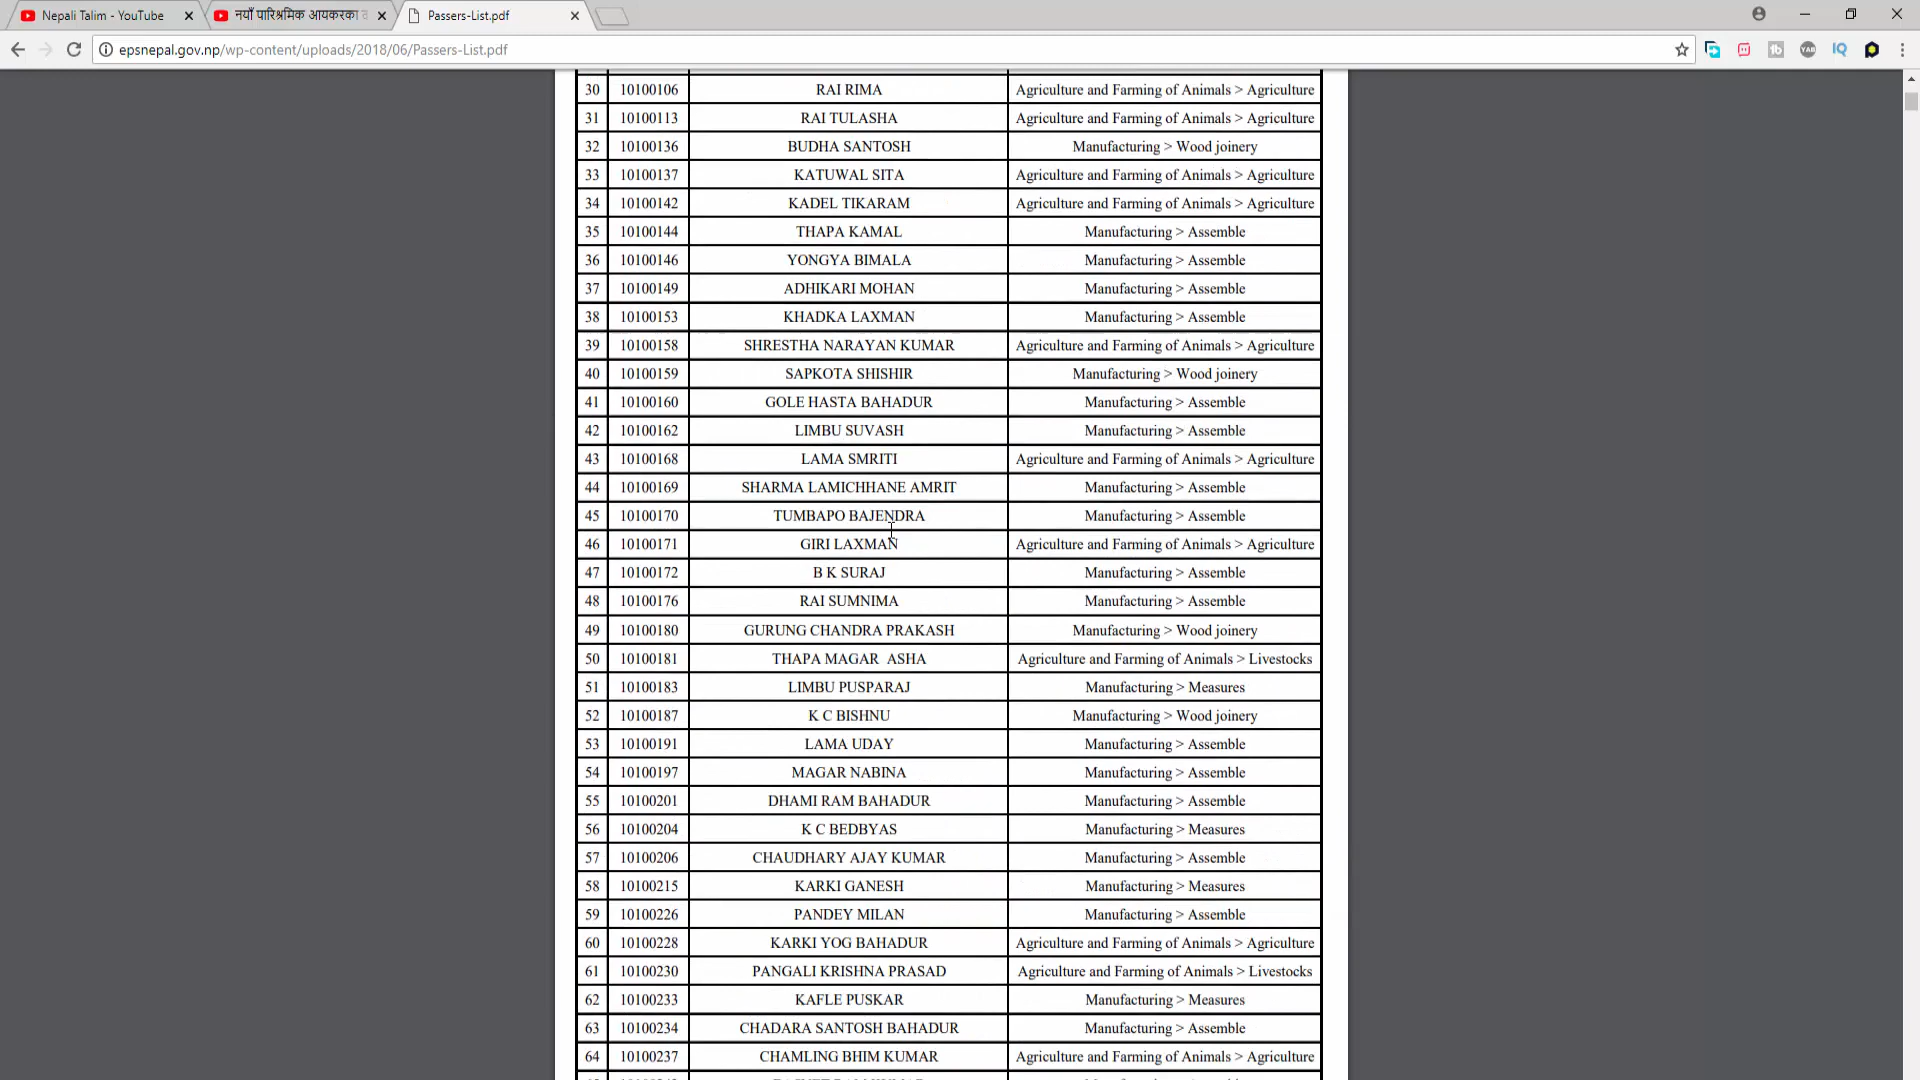 Nepali Talim - YouTube
नयाँ पारिश्रमिक आयकरका
Passers-List.pdf
epsnepal.gov.np/wp-content/uploads/2018/06/Passers-List.pdf
30 10100106 RAI RIMA Agriculture and Farming of Animals > Agriculture
31 10100113 RAI TULASHA Agriculture and Farming of Animals > Agriculture
32 10100136 BUDHA SANTOSH Manufacturing > Wood joinery
33 10100137 KATUWAL SITA Agriculture and Farming of Animals > Agriculture
34 10100142 KADEL TIKARAM Agriculture and Farming of Animals > Agriculture
35 10100144 THAPA KAMAL Manufacturing > Assemble
36 10100146 YONGYA BIMALA Manufacturing > Assemble
37 10100149 ADHIKARI MOHAN Manufacturing > Assemble
38 10100153 KHADKA LAXMAN Manufacturing > Assemble
39 10100158 SHRESTHA NARAYAN KUMAR Agriculture and Farming of Animals > Agriculture
40 10100159 SAPKOTA SHISHIR Manufacturing > Wood joinery
41 10100160 GOLE HASTA BAHADUR Manufacturing > Assemble
42 10100162 LIMBU SUVASH Manufacturing > Assemble
43 10100168 LAMA SMRITI Agriculture and Farming of Animals > Agriculture
44 10100169 SHARMA LAMICHHANE AMRIT Manufacturing > Assemble
45 10100170 TUMBAPO BAJENDRA Manufacturing > Assemble
46 10100171 GIRI LAXMAN Agriculture and Farming of Animals > Agriculture
47 10100172 B K SURAJ Manufacturing > Assemble
48 10100176 RAI SUMNIMA Manufacturing > Assemble
49 10100180 GURUNG CHANDRA PRAKASH Manufacturing > Wood joinery
50 10100181 THAPA MAGAR ASHA Agriculture and Farming of Animals > Livestocks
51 10100183 LIMBU PUSPARAJ Manufacturing > Measures
52 10100187 K C BISHNU Manufacturing > Wood joinery
53 10100191 LAMA UDAY Manufacturing > Assemble
54 10100197 MAGAR NABINA Manufacturing > Assemble
55 10100201 DHAMI RAM BAHADUR Manufacturing > Assemble
56 10100204 K C BEDBYAS Manufacturing > Measures
57 10100206 CHAUDHARY AJAY KUMAR Manufacturing > Assemble
58 10100215 KARKI GANESH Manufacturing > Measures
59 10100226 PANDEY MILAN Manufacturing > Assemble
60 10100228 KARKI YOG BAHADUR Agriculture and Farming of Animals > Agriculture
61 10100230 PANGALI KRISHNA PRASAD Agriculture and Farming of Animals > Livestocks
62 10100233 KAFLE PUSKAR Manufacturing > Measures
63 10100234 CHADARA SANTOSH BAHADUR Manufacturing > Assemble
64 10100237 CHAMLING BHIM KUMAR Agriculture and Farming of Animals > Agriculture